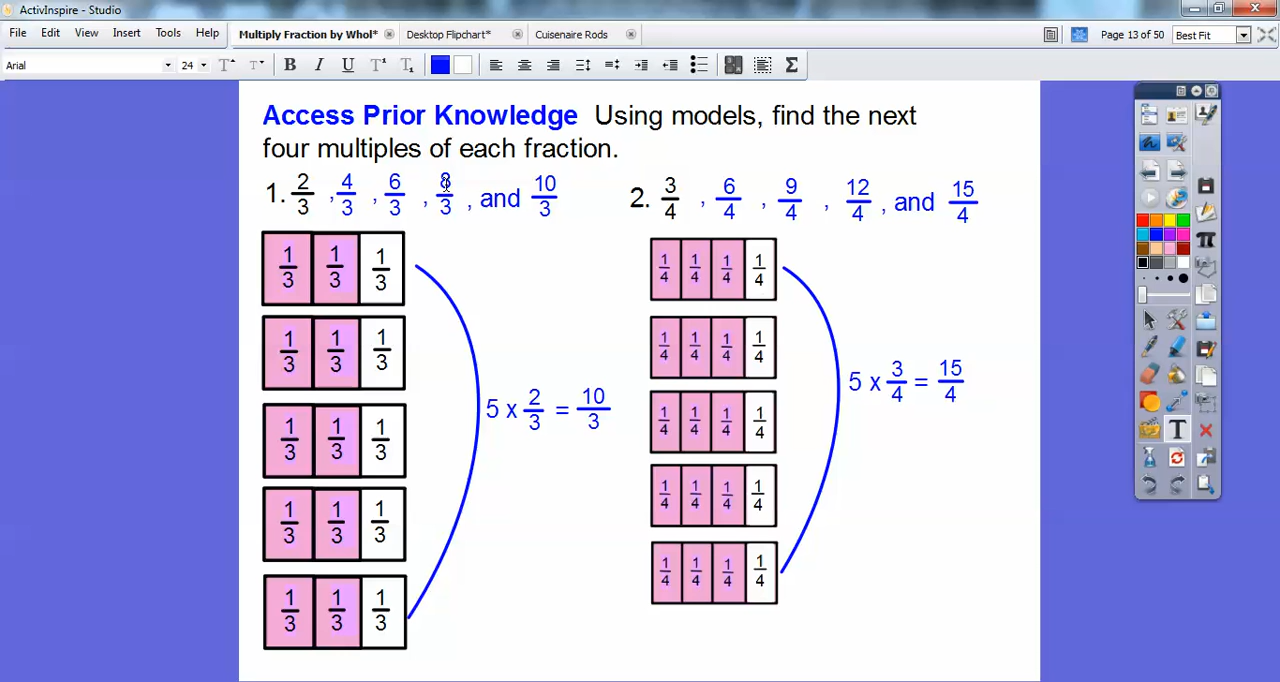 ActivInspire - Studio
File Edit View Insert Tools Help
Multiply Fraction by Whol* Desktop Flipchart* Cuisenaire Rods Page 13 of 50 Best Fit
Arial 24 B I U
Access Prior Knowledge Using models, find the next
four multiples of each fraction.
1. 2/3 , 4/3 , 6/3 , 8/3 , and 10/3
2. 3/4 , 6/4 , 9/4 , 12/4 , and 15/4
1/3 1/3 1/3
1/3 1/3 1/3
1/3 1/3 1/3
1/3 1/3 1/3
1/3 1/3 1/3
5 x 2/3 = 10/3
1/4 1/4 1/4 1/4
1/4 1/4 1/4 1/4
1/4 1/4 1/4 1/4
1/4 1/4 1/4 1/4
1/4 1/4 1/4 1/4
5 x 3/4 = 15/4